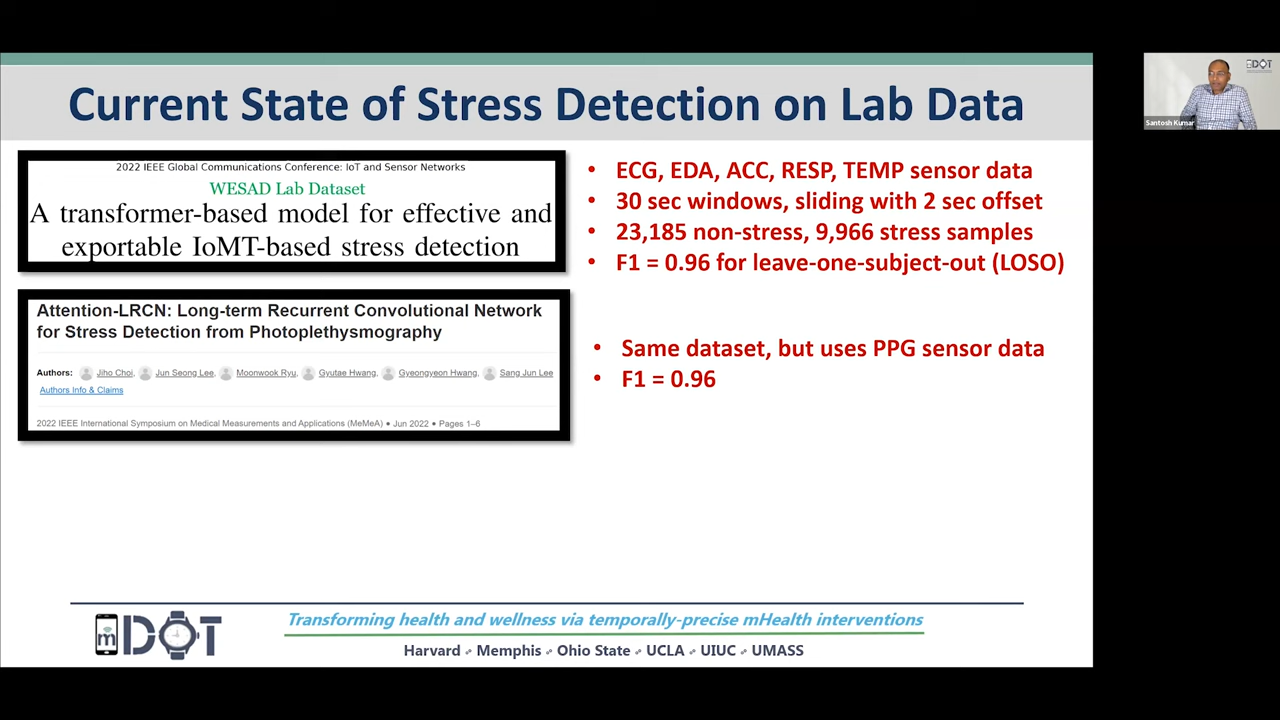 Current State of Stress Detection on Lab Data
2022 IEEE Global Communications Conference: IoT and Sensor Networks
WESAD Lab Dataset
A transformer-based model for effective and
exportable IoMT-based stress detection
• ECG, EDA, ACC, RESP, TEMP sensor data
• 30 sec windows, sliding with 2 sec offset
• 23,185 non-stress, 9,966 stress samples
• F1 = 0.96 for leave-one-subject-out (LOSO)
Attention-LRCN: Long-term Recurrent Convolutional Network
for Stress Detection from Photoplethysmography
Authors: Jiho Choi, Jun Seong Lee, Moonwook Ryu, Gyutae Hwang, Gyeongyeon Hwang, Sang Jun Lee
Authors Info & Claims
2022 IEEE International Symposium on Medical Measurements and Applications (MeMeA) • Jun 2022 • Pages 1–6
• Same dataset, but uses PPG sensor data
• F1 = 0.96
mDOT
Transforming health and wellness via temporally-precise mHealth interventions
Harvard Memphis Ohio State UCLA UIUC UMASS
mDOT
Santosh Kumar